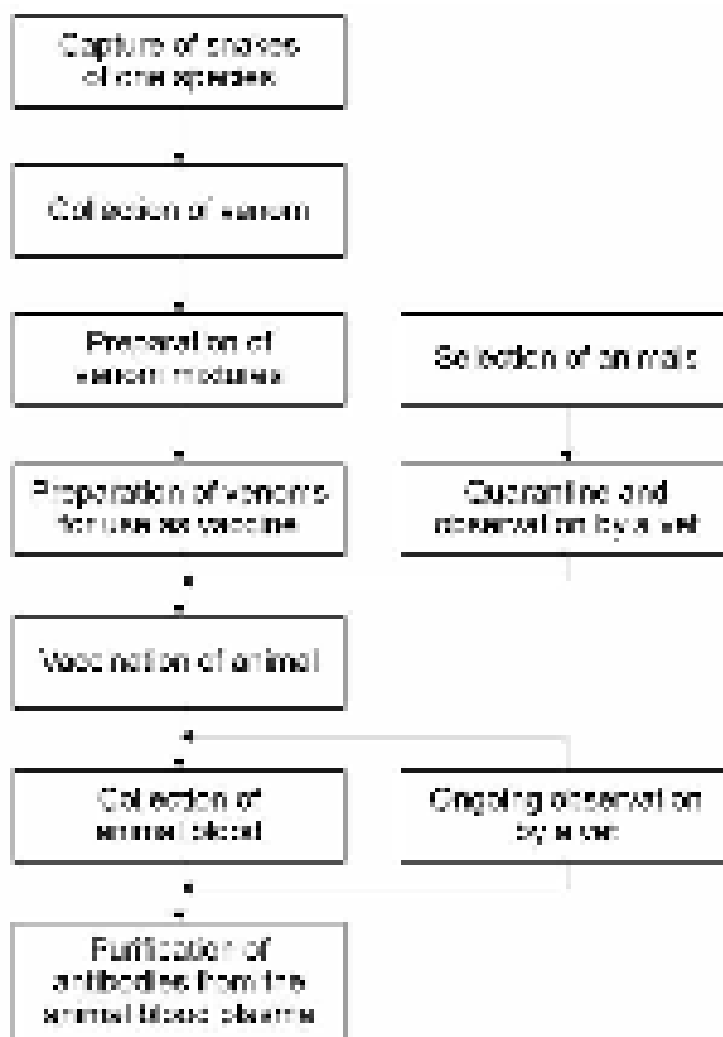 Capture of snakes
of one species
Collection of venom
Preparation of
venom mixtures
Selection of animals
Preparation of venoms
for use as vaccine
Quarantine and
observation by a vet
Vaccination of animal
Collection of
animal blood
Ongoing observation
by a vet
Purification of
antibodies from the
animal blood plasma